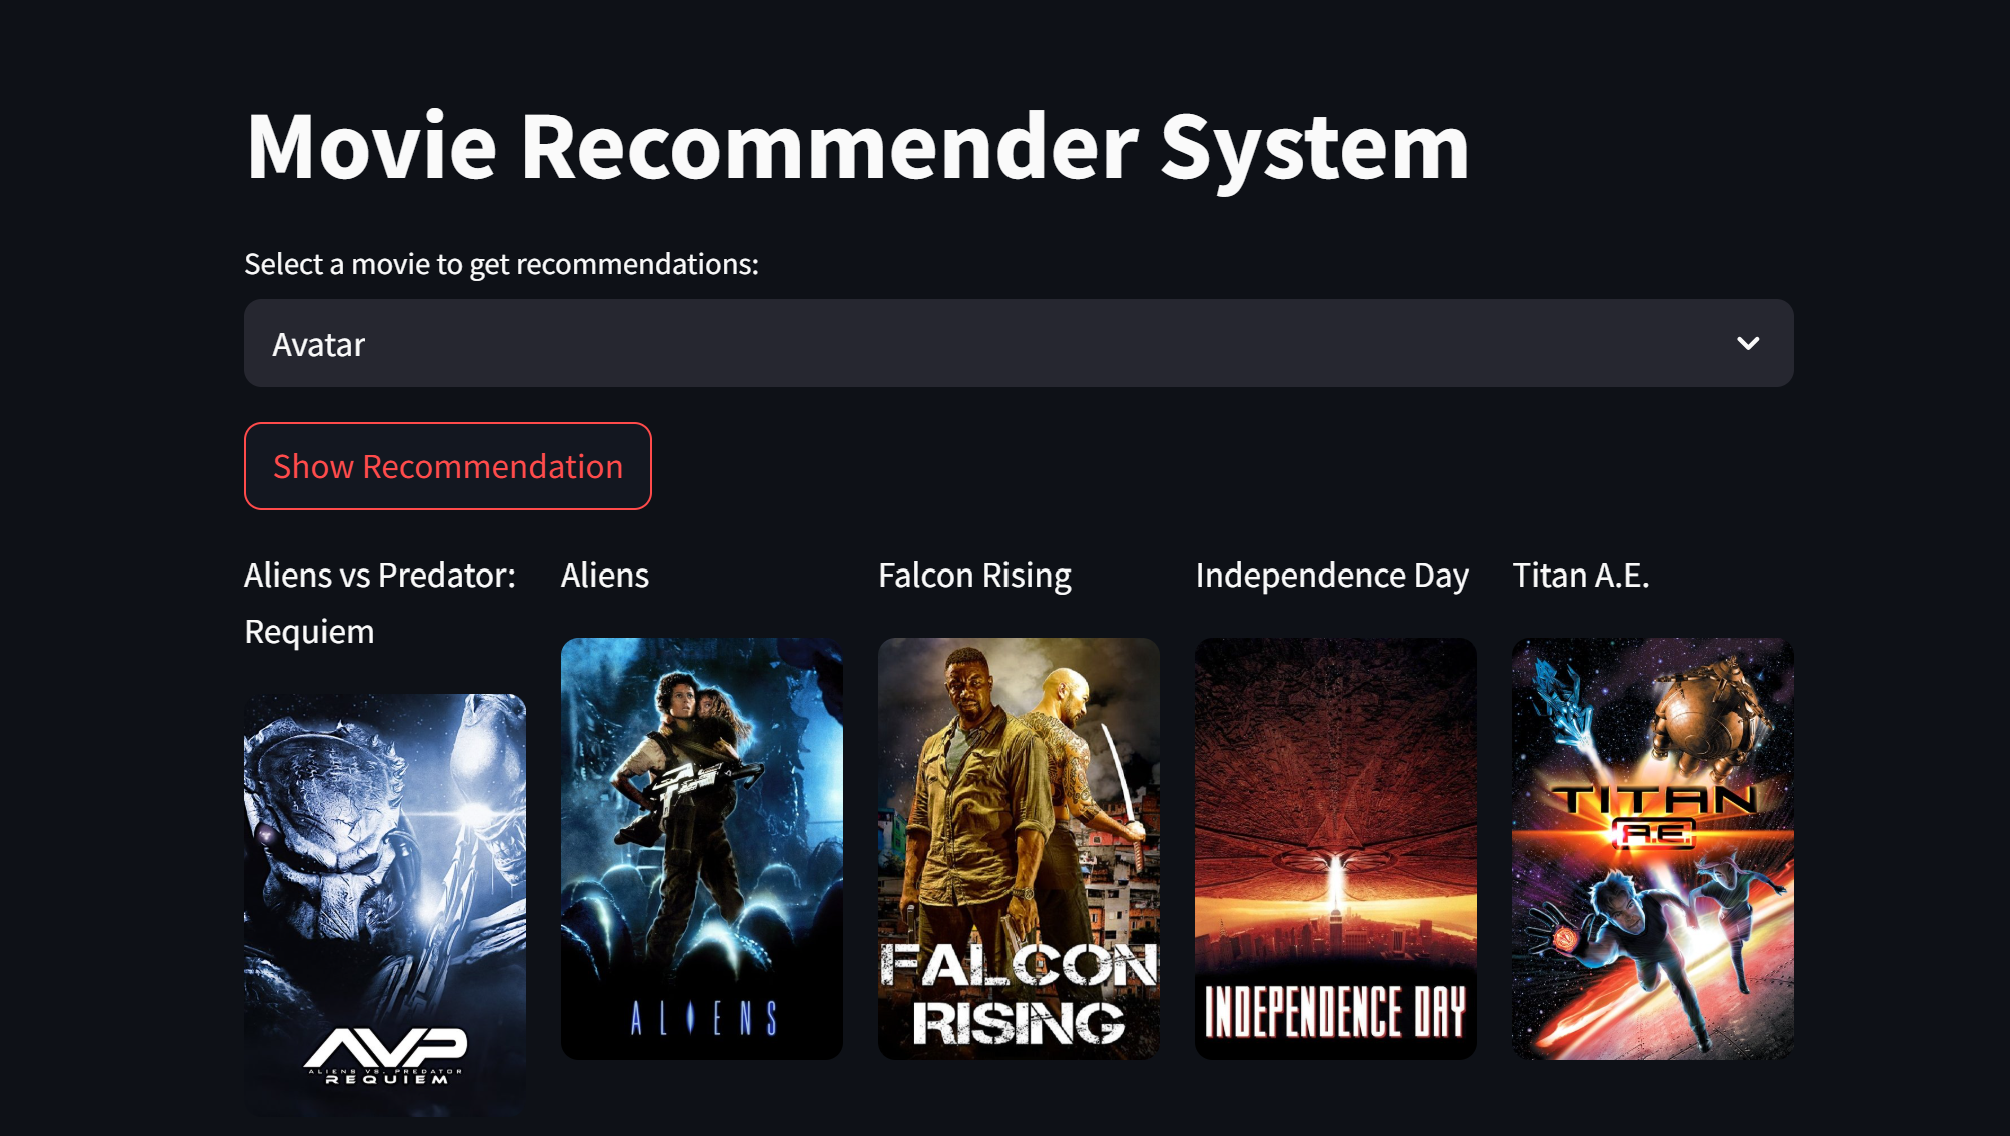 Movie Recommender System
Select a movie to get recommendations:
Avatar
Show Recommendation
Aliens vs Predator:
Requiem
Aliens
Falcon Rising
Independence Day
Titan A.E.
AVP
ALIENS VS. PREDATOR
REQUIEM
ALIENS
FALCON
RISING
INDEPENDENCE DAY
TITAN
A.E.